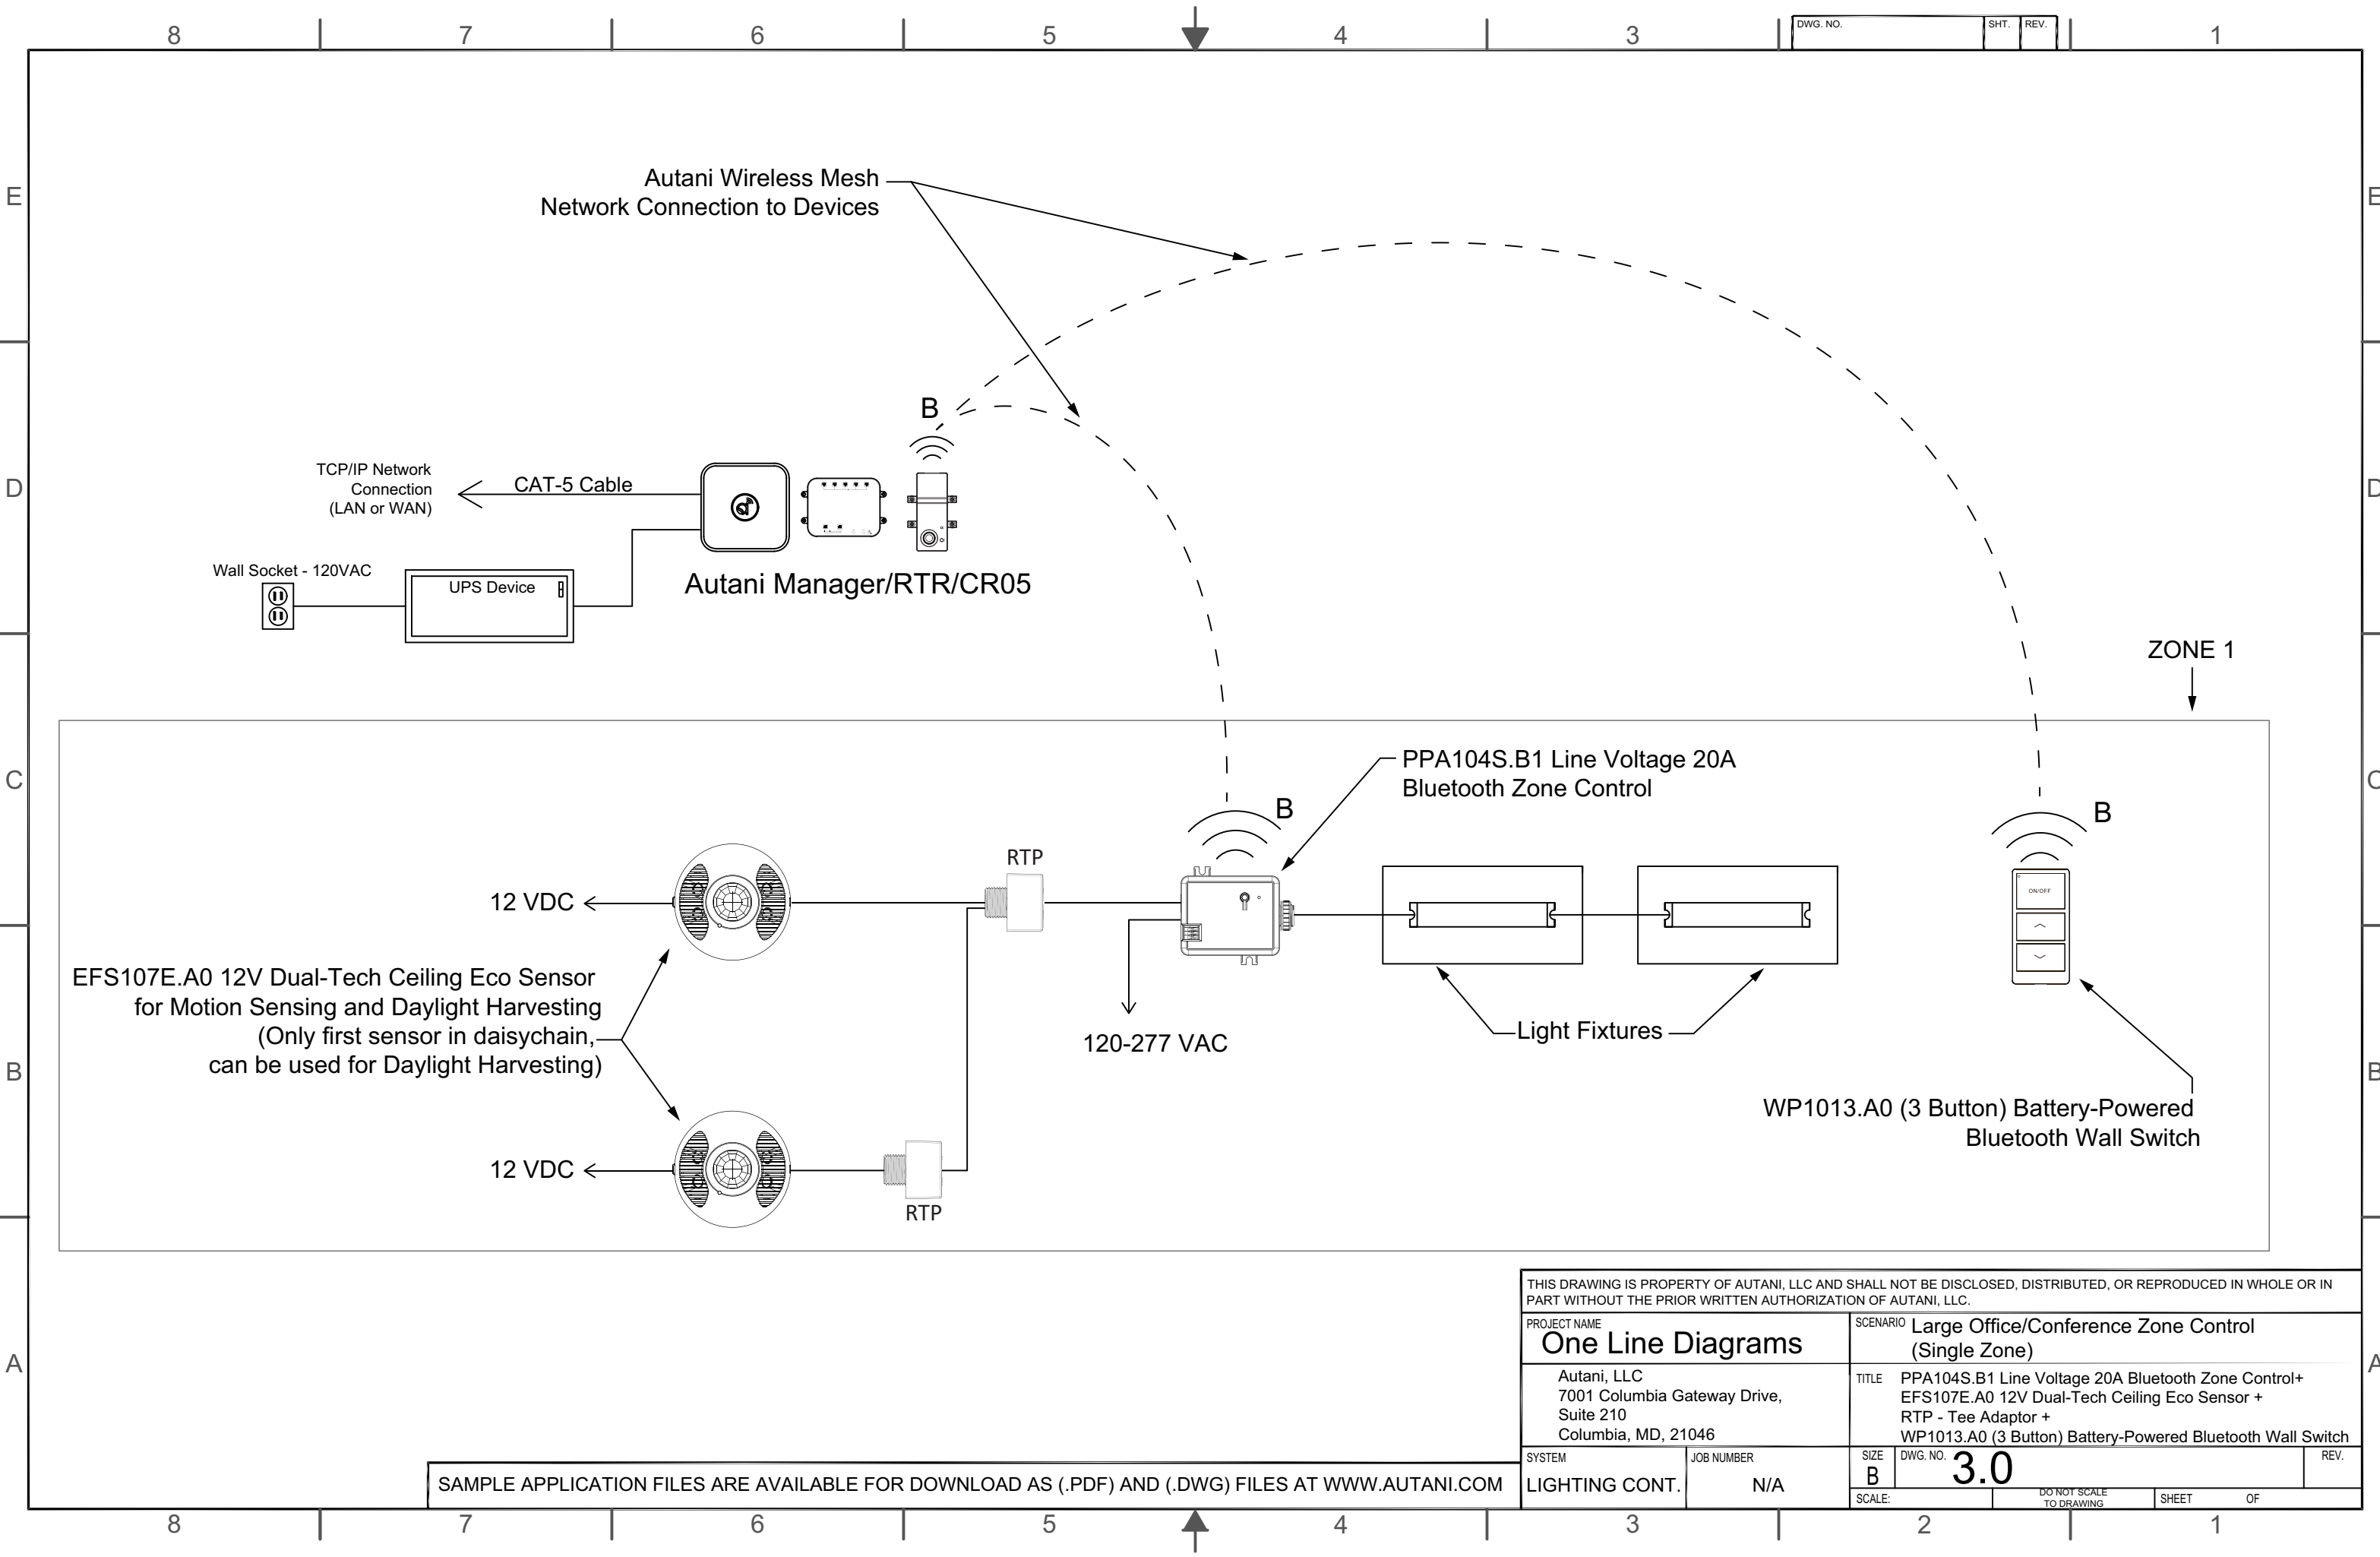 8 7 6 5 4 3 1
DWG. NO. SHT. REV.
E E
Autani Wireless Mesh
Network Connection to Devices
B
TCP/IP Network
Connection
(LAN or WAN)
CAT-5 Cable
D D
Wall Socket - 120VAC
UPS Device
Autani Manager/RTR/CR05
ZONE 1
C C
PPA104S.B1 Line Voltage 20A
Bluetooth Zone Control
B
B
RTP
12 VDC
ON/OFF
EFS107E.A0 12V Dual-Tech Ceiling Eco Sensor
for Motion Sensing and Daylight Harvesting
(Only first sensor in daisychain,
can be used for Daylight Harvesting)
120-277 VAC
Light Fixtures
B B
WP1013.A0 (3 Button) Battery-Powered
Bluetooth Wall Switch
12 VDC
RTP
A A
THIS DRAWING IS PROPERTY OF AUTANI, LLC AND SHALL NOT BE DISCLOSED, DISTRIBUTED, OR REPRODUCED IN WHOLE OR IN
PART WITHOUT THE PRIOR WRITTEN AUTHORIZATION OF AUTANI, LLC.
PROJECT NAME
One Line Diagrams
SCENARIO Large Office/Conference Zone Control
(Single Zone)
Autani, LLC
7001 Columbia Gateway Drive,
Suite 210
Columbia, MD, 21046
TITLE PPA104S.B1 Line Voltage 20A Bluetooth Zone Control+
EFS107E.A0 12V Dual-Tech Ceiling Eco Sensor +
RTP - Tee Adaptor +
WP1013.A0 (3 Button) Battery-Powered Bluetooth Wall Switch
SYSTEM
LIGHTING CONT.
JOB NUMBER
N/A
SIZE
B
DWG. NO. 3.0
REV.
SCALE:
DO NOT SCALE
TO DRAWING
SHEET OF
SAMPLE APPLICATION FILES ARE AVAILABLE FOR DOWNLOAD AS (.PDF) AND (.DWG) FILES AT WWW.AUTANI.COM
8 7 6 5 4 3 2 1